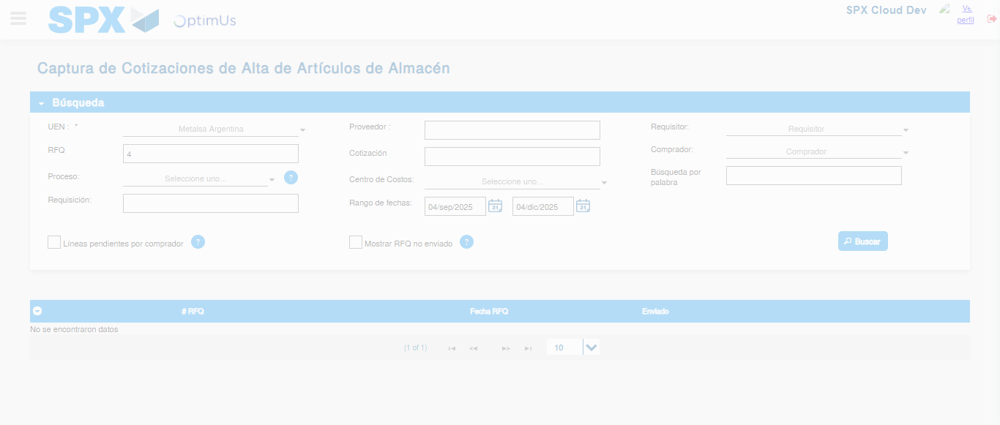 SPX OptimUs
SPX Cloud Dev
Ve
perfil
Captura de Cotizaciones de Alta de Artículos de Almacén
Búsqueda
UEN : * Metalsa Argentina
Proveedor :
Requisitor: Requisitor
RFQ 4
Cotización
Comprador: Comprador
Proceso: Seleccione uno... ?
Centro de Costos: Seleccione uno...
Búsqueda por
palabra
Requisición:
Rango de fechas: 04/sep/2025 31 04/dic/2025 31
Líneas pendientes por comprador ?
Mostrar RFQ no enviado ?
Buscar
# RFQ Fecha RFQ Enviado
No se encontraron datos
(1 of 1) 10